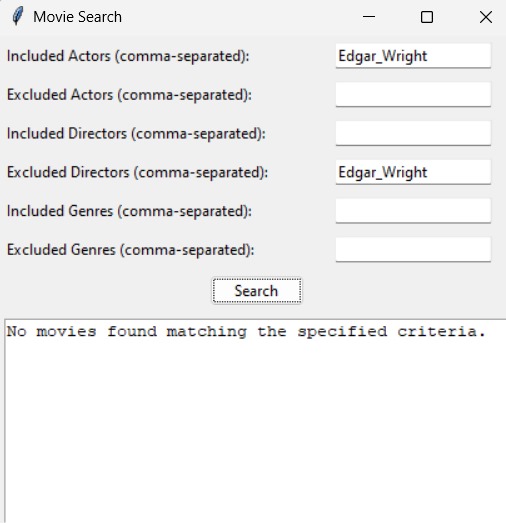 Movie Search
Included Actors (comma-separated): Edgar_Wright
Excluded Actors (comma-separated):
Included Directors (comma-separated):
Excluded Directors (comma-separated): Edgar_Wright
Included Genres (comma-separated):
Excluded Genres (comma-separated):
Search
No movies found matching the specified criteria.